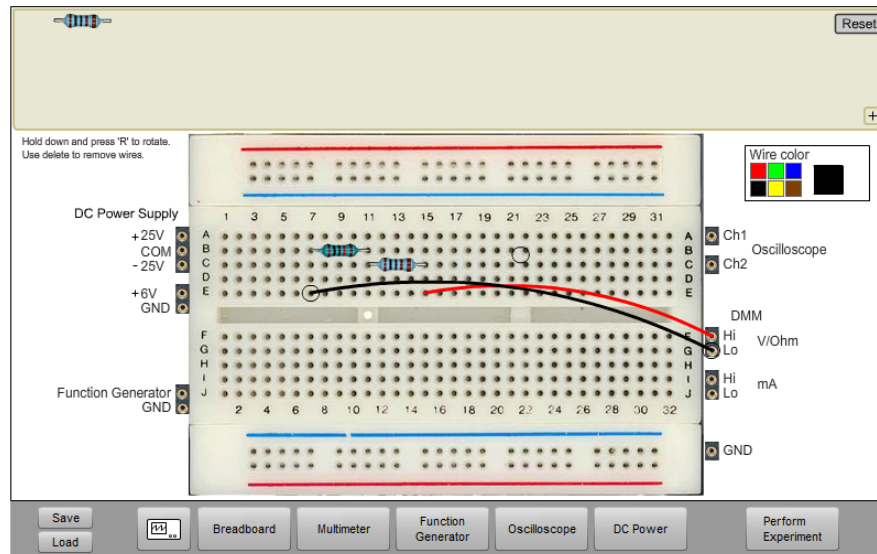 Reset
+
Hold down and press 'R' to rotate.
Use delete to remove wires.
Wire color
DC Power Supply
1 3 5 7 9 11 13 15 17 19 21 23 25 27 29 31
+25V A A Ch1
COM B B Oscilloscope
-25V C C Ch2
D D
+6V E E
GND DMM
F F Hi
G G Lo V/Ohm
H H
I I Hi mA
Function Generator J J Lo
GND 2 4 6 8 10 12 14 16 18 20 22 24 26 28 30 32
GND
Save
Load
Breadboard
Multimeter
Function
Generator
Oscilloscope
DC Power
Perform
Experiment